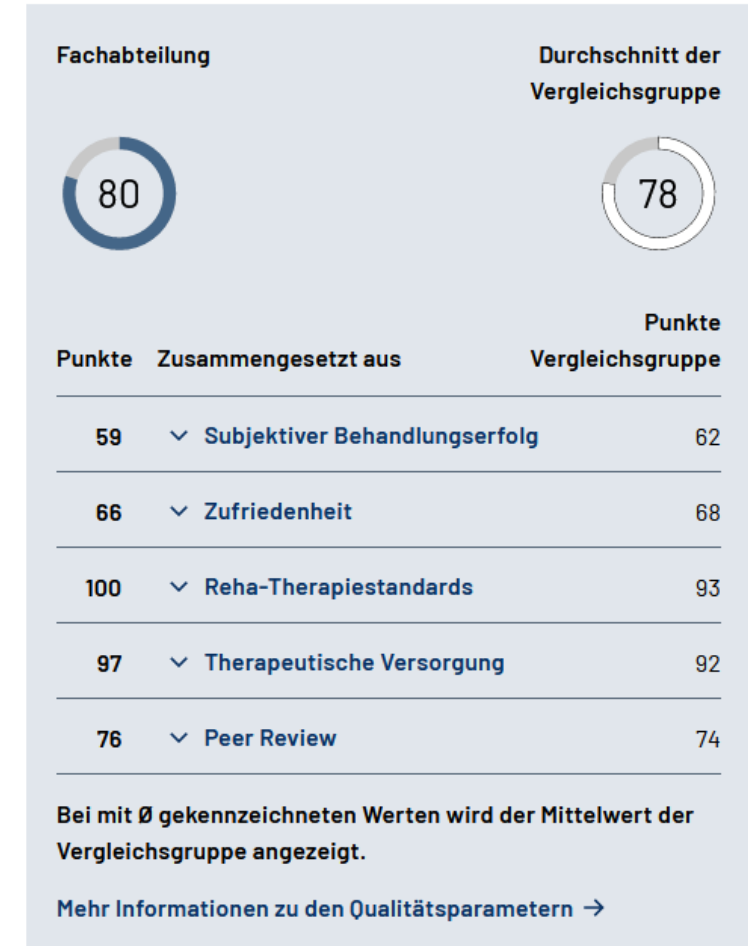 Fachabteilung
Durchschnitt der
Vergleichsgruppe
80
78
Punkte
Punkte Zusammengesetzt aus Vergleichsgruppe
59 Subjektiver Behandlungserfolg 62
66 Zufriedenheit 68
100 Reha-Therapiestandards 93
97 Therapeutische Versorgung 92
76 Peer Review 74
Bei mit Ø gekennzeichneten Werten wird der Mittelwert der
Vergleichsgruppe angezeigt.
Mehr Informationen zu den Qualitätsparametern →